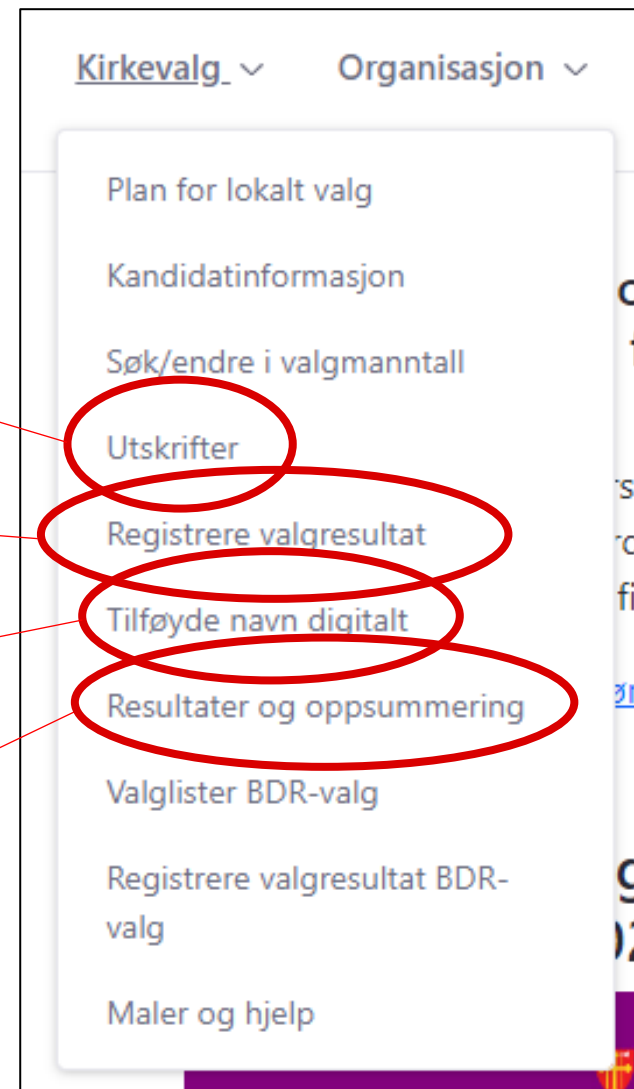 Kirkevalg Organisasjon
Plan for lokalt valg
Kandidatinformasjon
Søk/endre i valgmanntall
Utskrifter
Registrere valgresultat
Tilføyde navn digitalt
Resultater og oppsummering
Valglister BDR-valg
Registrere valgresultat BDR-
valg
Maler og hjelp